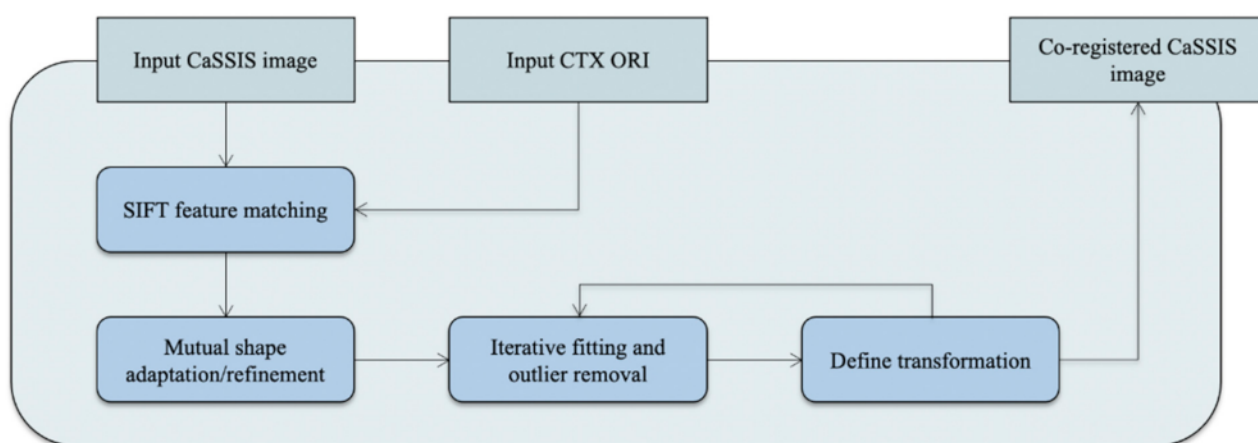 Input CaSSIS image
Input CTX ORI
Co-registered CaSSIS
image
SIFT feature matching
Mutual shape
adaptation/refinement
Iterative fitting and
outlier removal
Define transformation